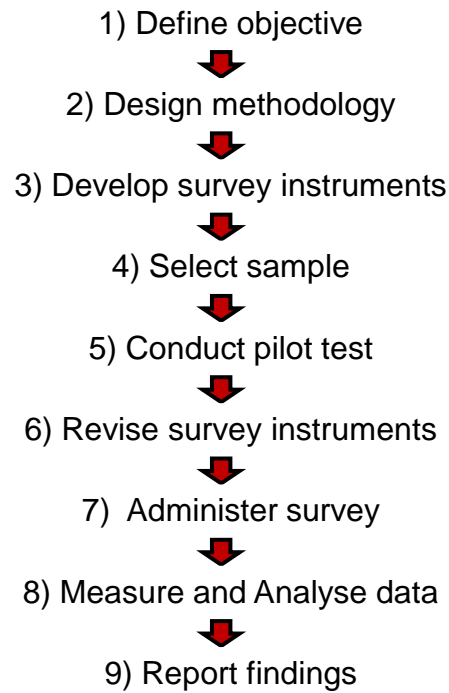 1) Define objective
2) Design methodology
3) Develop survey instruments
4) Select sample
5) Conduct pilot test
6) Revise survey instruments
7)  Administer survey
8) Measure and Analyse data
9) Report findings